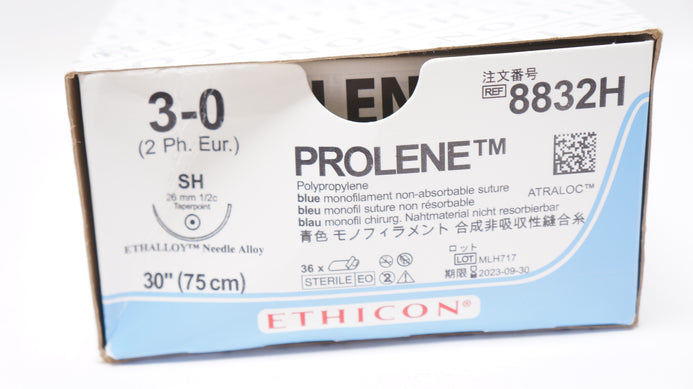 3-0
(2 Ph. Eur.)
SH
26 mm 1/2c
Taperpoint
ETHALLOY™ Needle Alloy
30" (75 cm)
LEN
注文番号
REF 8832H
PROLENE™
Polypropylene
ATRALOC™
blue monofilament non-absorbable suture
bleu monofil suture non résorbable
blau monofil chirurg. Nahtmaterial nicht resorbierbar
青色 モノフィラメント 合成非吸収性縫合糸
36 x
STERILE EO
2
ロット
LOT MLH717
期限 2023-09-30
ETHICON®